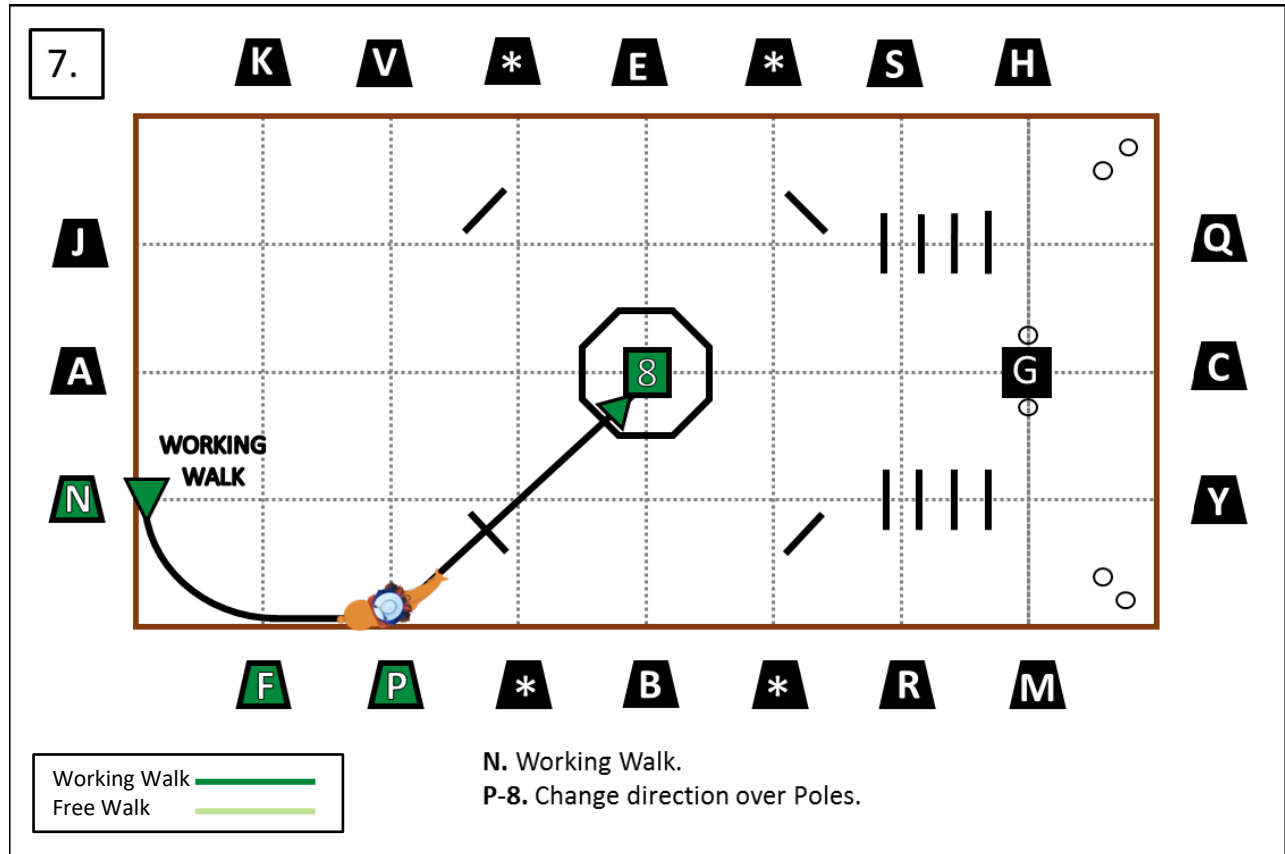 7.
K V * E * S H
J Q
8
A G C
WORKING
WALK
N Y
F P * B * R M
Working Walk
Free Walk
N. Working Walk.
P-8. Change direction over Poles.